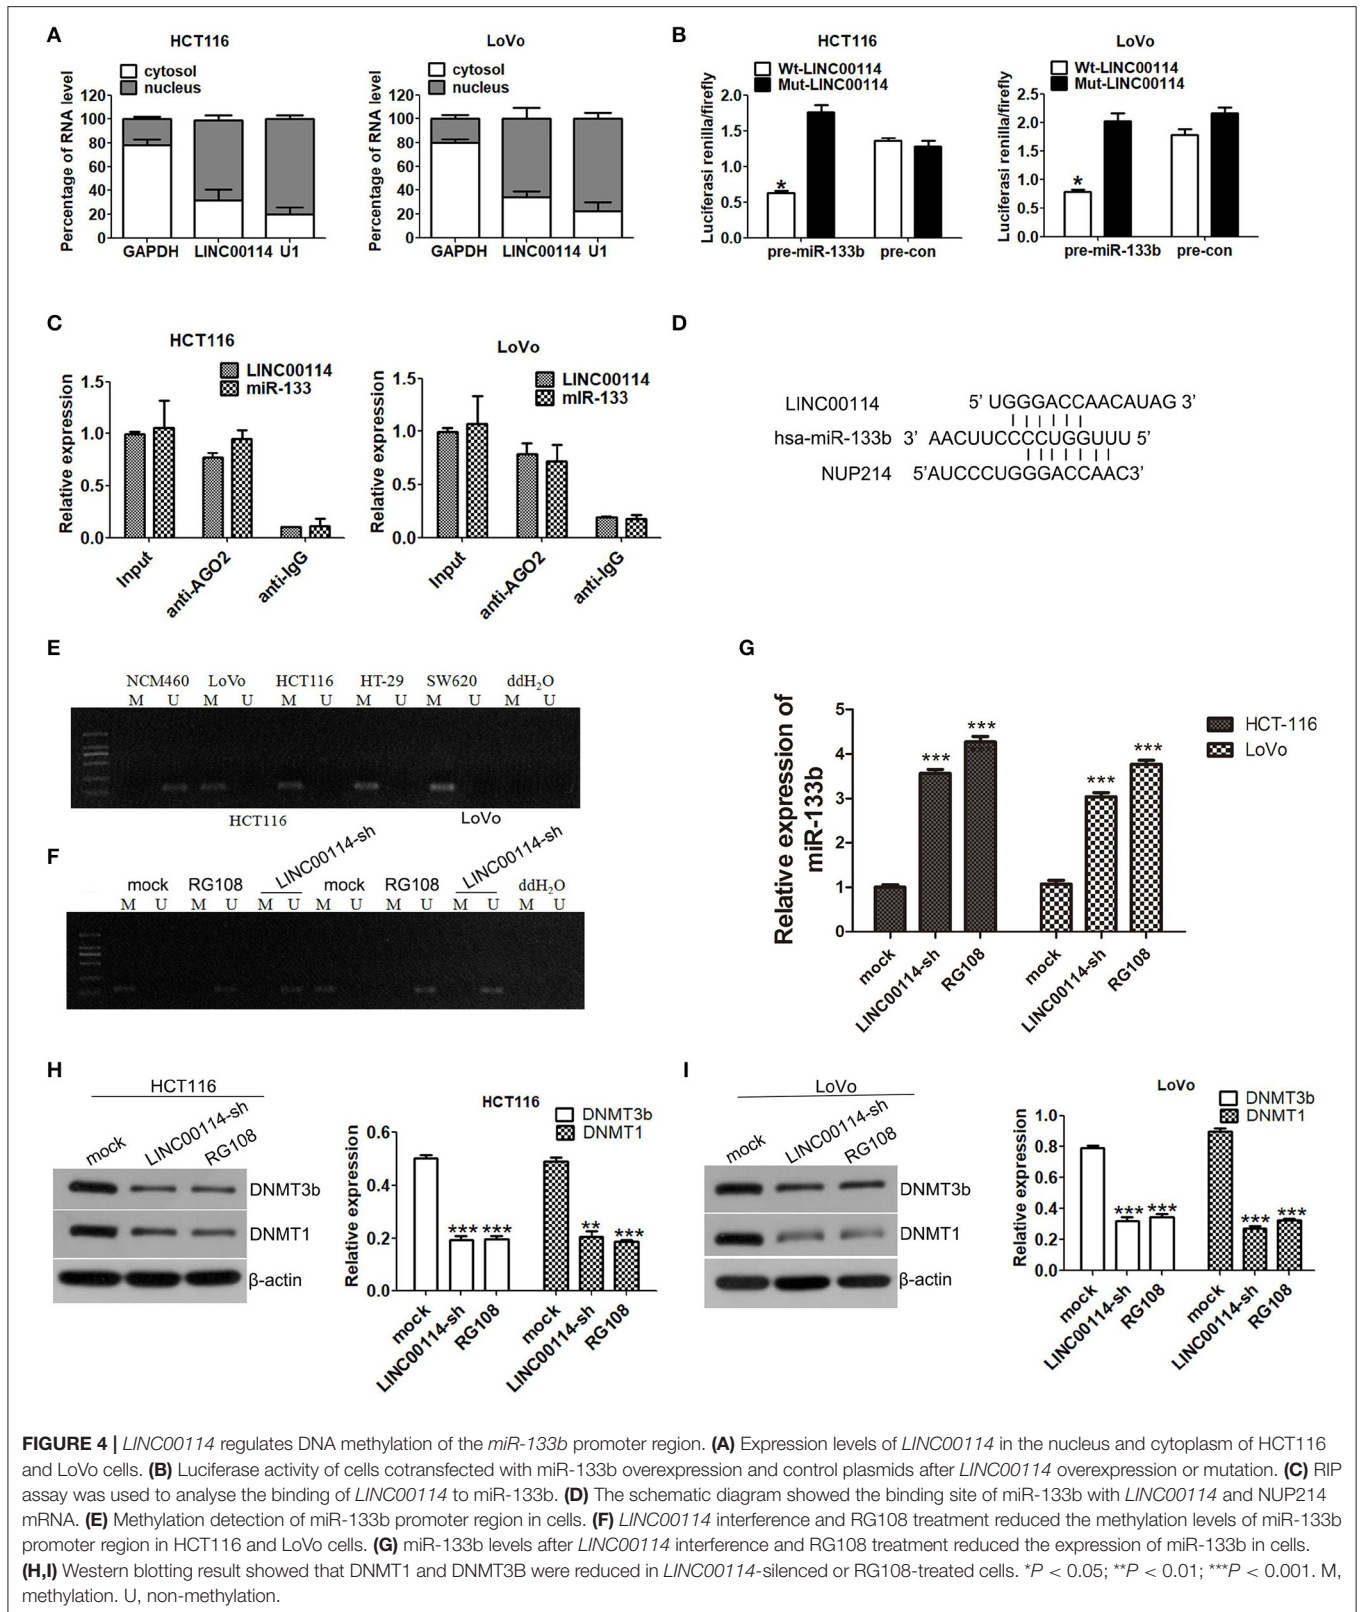 A
HCT116
cytosol
nucleus
Percentage of RNA level
120
100
80
60
40
20
0
GAPDH LINC00114 U1
LoVo
cytosol
nucleus
Percentage of RNA level
120
100
80
60
40
20
0
GAPDH LINC00114 U1
B
HCT116
Wt-LINC00114
Mut-LINC00114
Luciferasi renilla/firefly
2.0
1.5
1.0
0.5
0.0
*
pre-miR-133b pre-con
LoVo
Wt-LINC00114
Mut-LINC00114
Luciferasi renilla/firefly
2.5
2.0
1.5
1.0
0.5
0.0
*
pre-miR-133b pre-con
C
HCT116
LINC00114
miR-133
Relative expression
1.5
1.0
0.5
0.0
Input
anti-AGO2
anti-IgG
LoVo
LINC00114
mIR-133
Relative expression
1.5
1.0
0.5
0.0
Input
anti-AGO2
anti-IgG
D
LINC00114 5' UGGGACCAACAUAG 3'
hsa-miR-133b 3' AACUUCCCCUGGUUU 5'
NUP214 5'AUCCCUGGGACCAAC3'
E
NCM460 LoVo HCT116 HT-29 SW620 ddH2O
M U M U M U M U M U M U
F
HCT116 LoVo
mock RG108 LINC00114-sh mock RG108 LINC00114-sh ddH2O
M U M U M U M U M U M U M U
G
Relative expression of
miR-133b
HCT-116
LoVo
5
4
3
2
1
0
*** *** *** ***
mock
LINC00114-sh
RG108
mock
LINC00114-sh
RG108
H
HCT116
mock
LINC00114-sh
RG108
DNMT3b
DNMT1
β-actin
HCT116
DNMT3b
DNMT1
Relative expression
0.6
0.4
0.2
0.0
*** *** ** ***
mock
LINC00114-sh
RG108
mock
LINC00114-sh
RG108
I
LoVo
mock
LINC00114-sh
RG108
DNMT3b
DNMT1
β-actin
LoVo
DNMT3b
DNMT1
Relative expression
1.0
0.8
0.6
0.4
0.2
0.0
*** *** *** ***
mock
LINC00114-sh
RG108
mock
LINC00114-sh
RG108
FIGURE 4 | LINC00114 regulates DNA methylation of the miR-133b promoter region. (A) Expression levels of LINC00114 in the nucleus and cytoplasm of HCT116
and LoVo cells. (B) Luciferase activity of cells cotransfected with miR-133b overexpression and control plasmids after LINC00114 overexpression or mutation. (C) RIP
assay was used to analyse the binding of LINC00114 to miR-133b. (D) The schematic diagram showed the binding site of miR-133b with LINC00114 and NUP214
mRNA. (E) Methylation detection of miR-133b promoter region in cells. (F) LINC00114 interference and RG108 treatment reduced the methylation levels of miR-133b
promoter region in HCT116 and LoVo cells. (G) miR-133b levels after LINC00114 interference and RG108 treatment reduced the expression of miR-133b in cells.
(H,I) Western blotting result showed that DNMT1 and DNMT3B were reduced in LINC00114-silenced or RG108-treated cells. *P < 0.05; **P < 0.01; ***P < 0.001. M,
methylation. U, non-methylation.